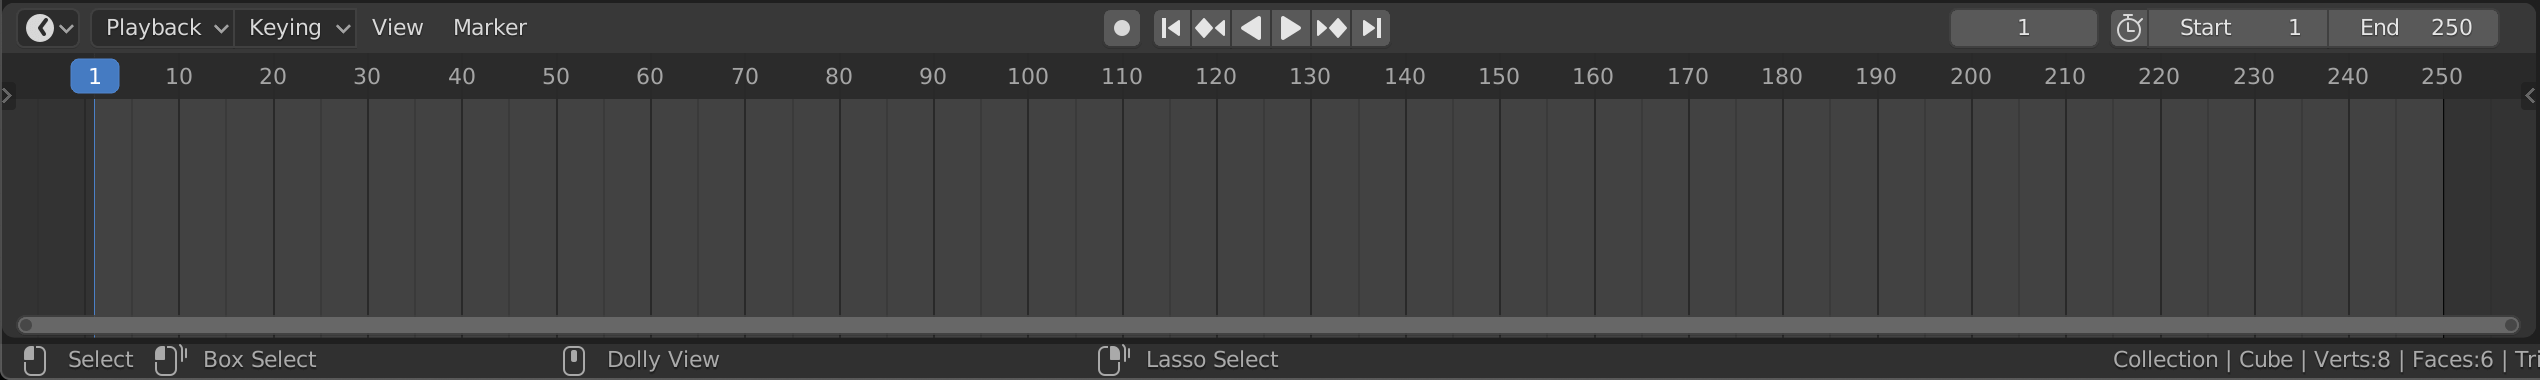 Playback Keying View Marker 1 Start 1 End 250
1 10 20 30 40 50 60 70 80 90 100 110 120 130 140 150 160 170 180 190 200 210 220 230 240 250
Select Box Select Dolly View Lasso Select Collection | Cube | Verts:8 | Faces:6 | Tri